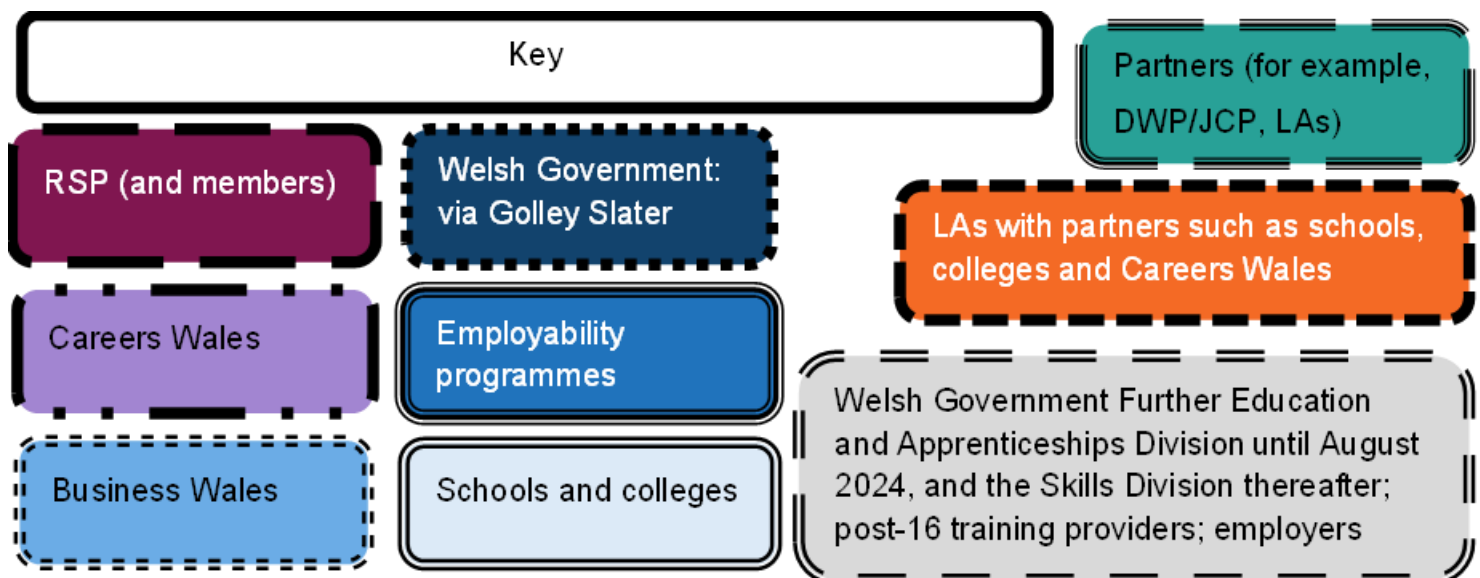 Key
Partners (for example,
DWP/JCP, LAs)
RSP (and members)
Welsh Government:
via Golley Slater
LAs with partners such as schools,
colleges and Careers Wales
Careers Wales
Employability
programmes
Welsh Government Further Education
and Apprenticeships Division until August
2024, and the Skills Division thereafter;
post-16 training providers; employers
Business Wales
Schools and colleges